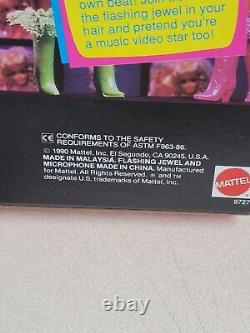 own beat! Join
the flashing jewel in your
hair and pretend you're
a music video star too!
CE CONFORMS TO THE SAFETY
REQUIREMENTS OF ASTM F963-86.
© 1990 Mattel, Inc. El Segundo, CA 90245, U.S.A.
MADE IN MALAYSIA. FLASHING JEWEL AND
MICROPHONE MADE IN CHINA. Manufactured
for Mattel. All Rights Reserved. ® and ™
designate U.S. trademarks of Mattel, Inc.
MATTEL
9727